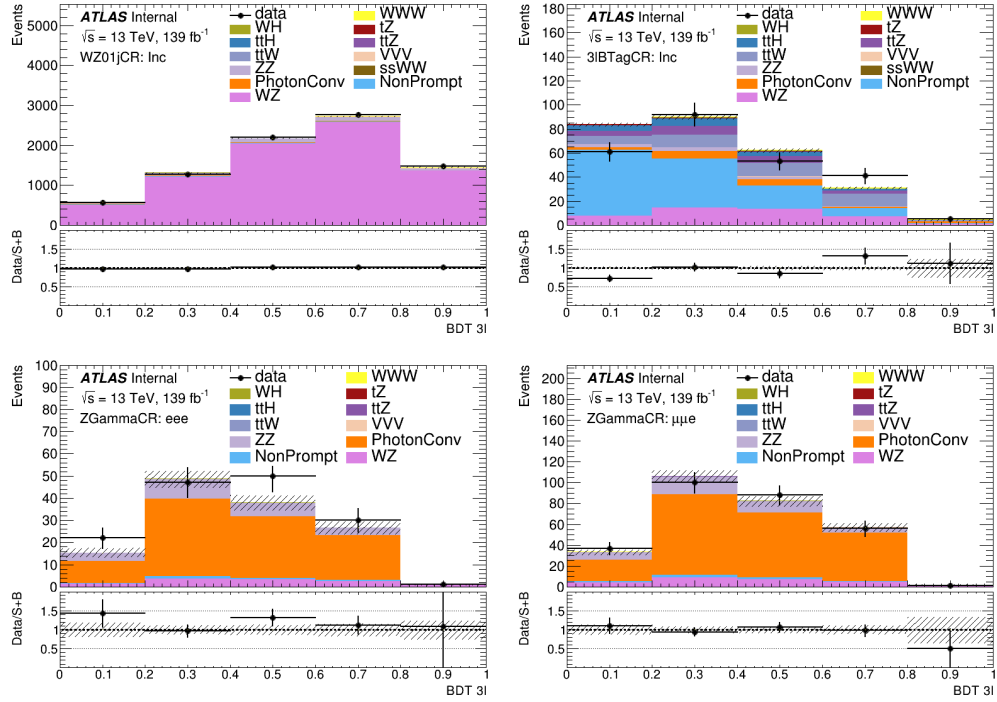 Events
5000
4000
3000
2000
1000
0
ATLAS Internal
√s = 13 TeV, 139 fb⁻¹
WZ01jCR: Inc
data
WWW
WH
tZ
ttH
ttZ
ttW
VVV
ZZ
ssWW
PhotonConv
NonPrompt
WZ
Data/S+B
1.5
1
0.5
0 0.1 0.2 0.3 0.4 0.5 0.6 0.7 0.8 0.9 1
BDT 3l
Events
180
160
140
120
100
80
60
40
20
0
ATLAS Internal
√s = 13 TeV, 139 fb⁻¹
3lBTagCR: Inc
data
WWW
WH
tZ
ttH
ttZ
ttW
VVV
ZZ
ssWW
PhotonConv
NonPrompt
WZ
Data/S+B
1.5
1
0.5
0 0.1 0.2 0.3 0.4 0.5 0.6 0.7 0.8 0.9 1
BDT 3l
Events
100
90
80
70
60
50
40
30
20
10
0
ATLAS Internal
√s = 13 TeV, 139 fb⁻¹
ZGammaCR: eee
data
WWW
WH
tZ
ttH
ttZ
ttW
VVV
ZZ
PhotonConv
NonPrompt
WZ
Data/S+B
1.5
1
0.5
0 0.1 0.2 0.3 0.4 0.5 0.6 0.7 0.8 0.9 1
BDT 3l
Events
200
180
160
140
120
100
80
60
40
20
0
ATLAS Internal
√s = 13 TeV, 139 fb⁻¹
ZGammaCR: μμe
data
WWW
WH
tZ
ttH
ttZ
ttW
VVV
ZZ
PhotonConv
NonPrompt
WZ
Data/S+B
1.5
1
0.5
0 0.1 0.2 0.3 0.4 0.5 0.6 0.7 0.8 0.9 1
BDT 3l